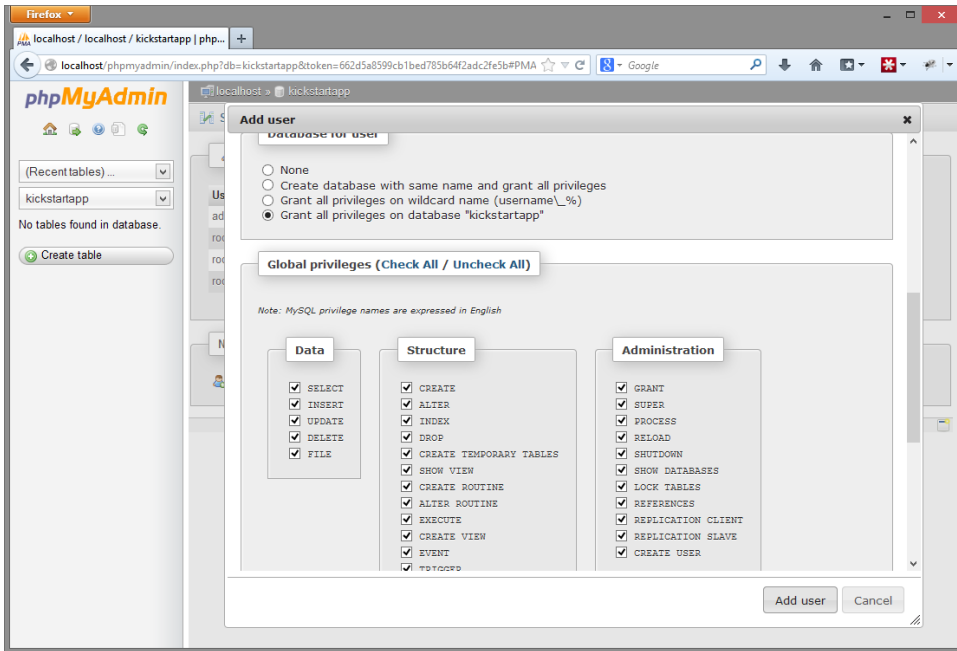 Firefox
localhost / localhost / kickstartapp | php...
localhost/phpmyadmin/index.php?db=kickstartapp&token=662d5a8599cb1bed785b64f2adc2fe5b#PMA
Google
phpMyAdmin
(Recent tables) ...
kickstartapp
No tables found in database.
Create table
localhost » kickstartapp
Add user
Database for user
None
Create database with same name and grant all privileges
Grant all privileges on wildcard name (username\_%)
Grant all privileges on database "kickstartapp"
Global privileges (Check All / Uncheck All)
Note: MySQL privilege names are expressed in English
Data
SELECT
INSERT
UPDATE
DELETE
FILE
Structure
CREATE
ALTER
INDEX
DROP
CREATE TEMPORARY TABLES
SHOW VIEW
CREATE ROUTINE
ALTER ROUTINE
EXECUTE
CREATE VIEW
EVENT
TRIGGER
Administration
GRANT
SUPER
PROCESS
RELOAD
SHUTDOWN
SHOW DATABASES
LOCK TABLES
REFERENCES
REPLICATION CLIENT
REPLICATION SLAVE
CREATE USER
Add user
Cancel